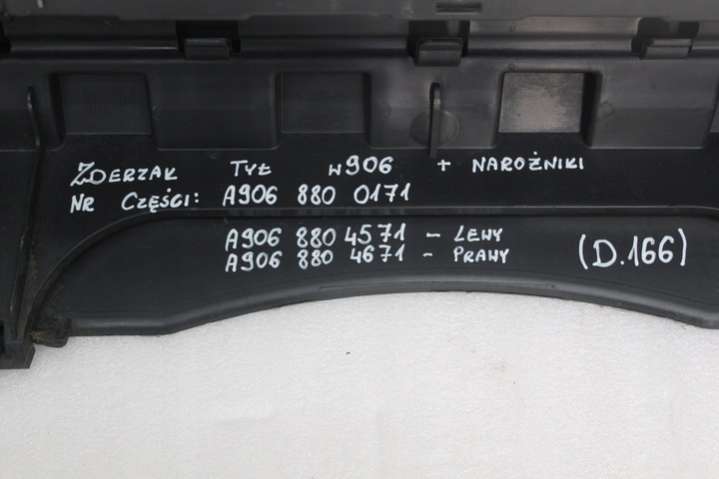 ZDERZAK TYŁ W906 + NAROŻNIKI
NR CZĘŚCI: A906 880 0171
A906 880 4571 - LEWY
A906 880 4671 - PRAWY
(D.166)